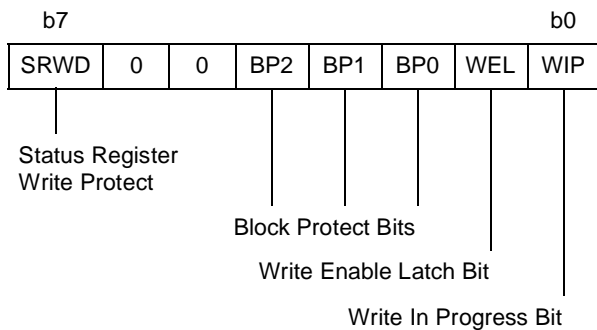 b7 b0
SRWD 0 0 BP2 BP1 BP0 WEL WIP
Status Register
Write Protect
Block Protect Bits
Write Enable Latch Bit
Write In Progress Bit